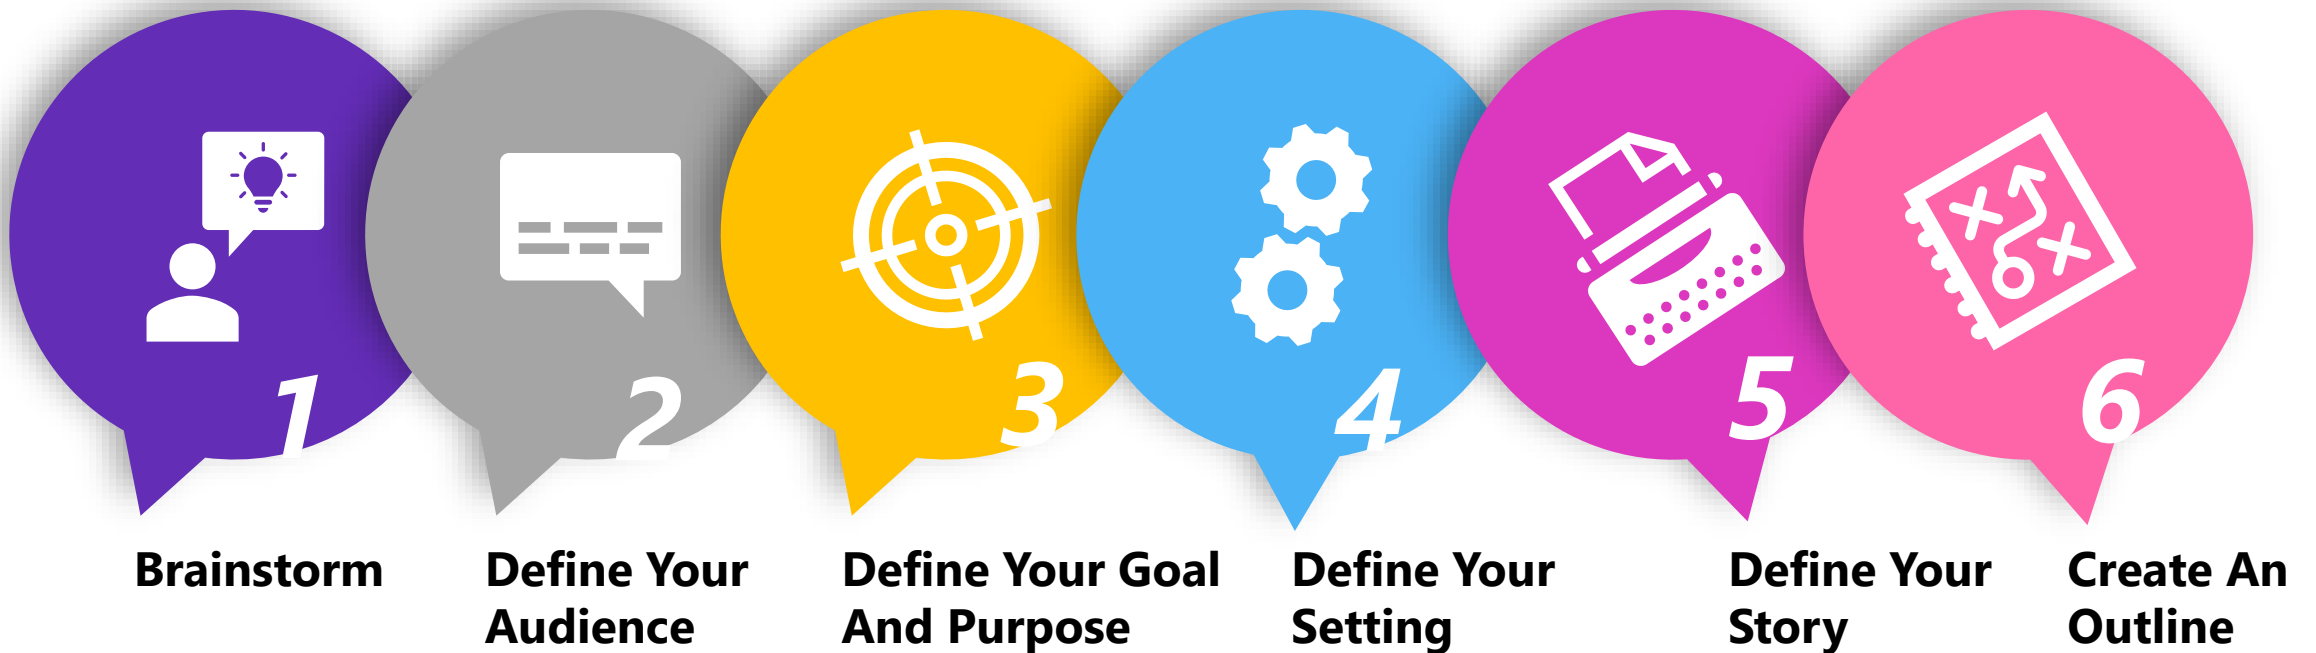 1
2
3
4
5
6
Brainstorm
Define Your
Audience
Define Your Goal
And Purpose
Define Your
Setting
Define Your
Story
Create An
Outline